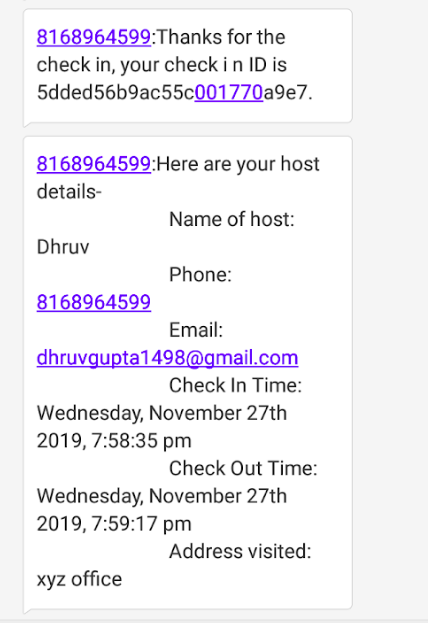 8168964599:Thanks for the
check in, your check i n ID is
5dded56b9ac55c001770a9e7.
8168964599:Here are your host
details-
Name of host:
Dhruv
Phone:
8168964599
Email:
dhruvgupta1498@gmail.com
Check In Time:
Wednesday, November 27th
2019, 7:58:35 pm
Check Out Time:
Wednesday, November 27th
2019, 7:59:17 pm
Address visited:
xyz office